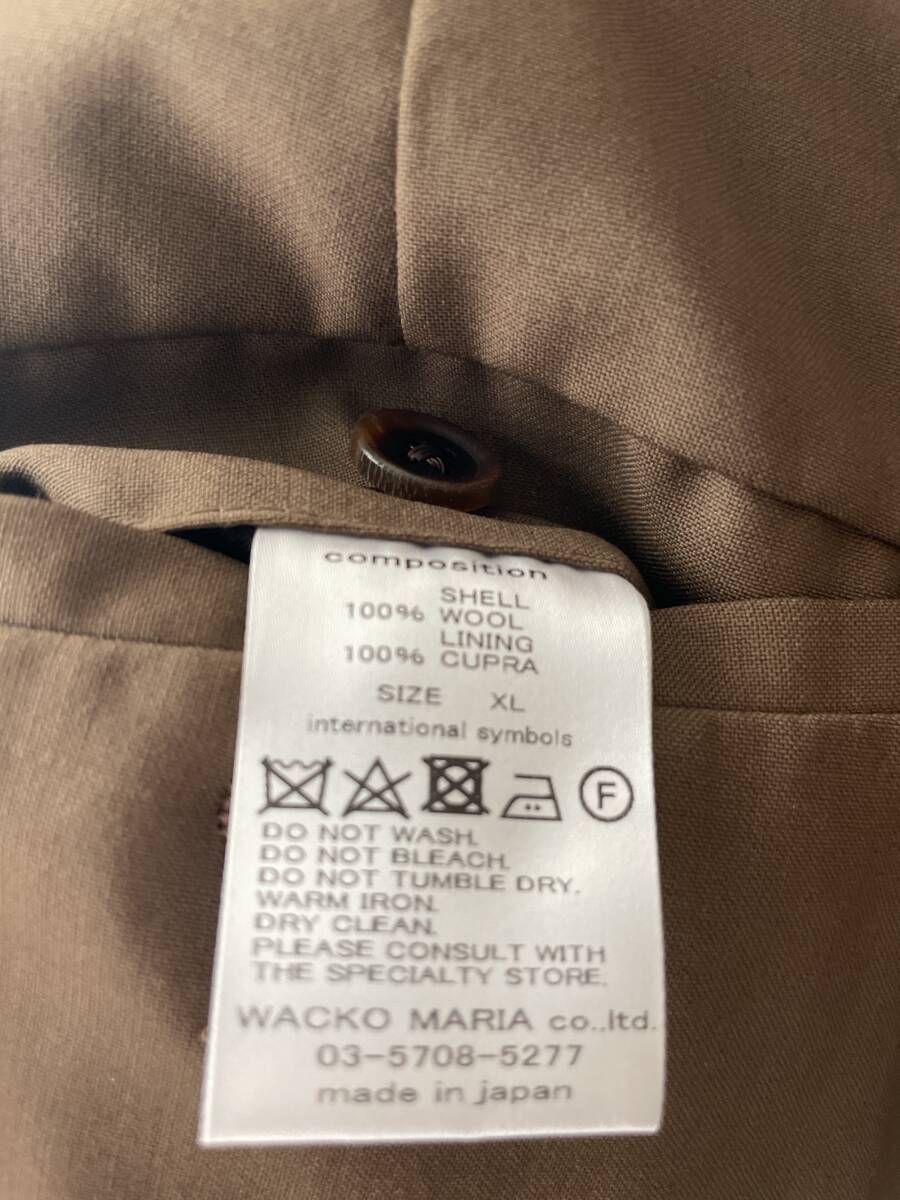 composition
SHELL
100% WOOL
LINING
100% CUPRA
SIZE XL
international symbols
F
DO NOT WASH.
DO NOT BLEACH.
DO NOT TUMBLE DRY.
WARM IRON.
DRY CLEAN.
PLEASE CONSULT WITH
THE SPECIALTY STORE.
WACKO MARIA co.,ltd.
03-5708-5277
made in japan